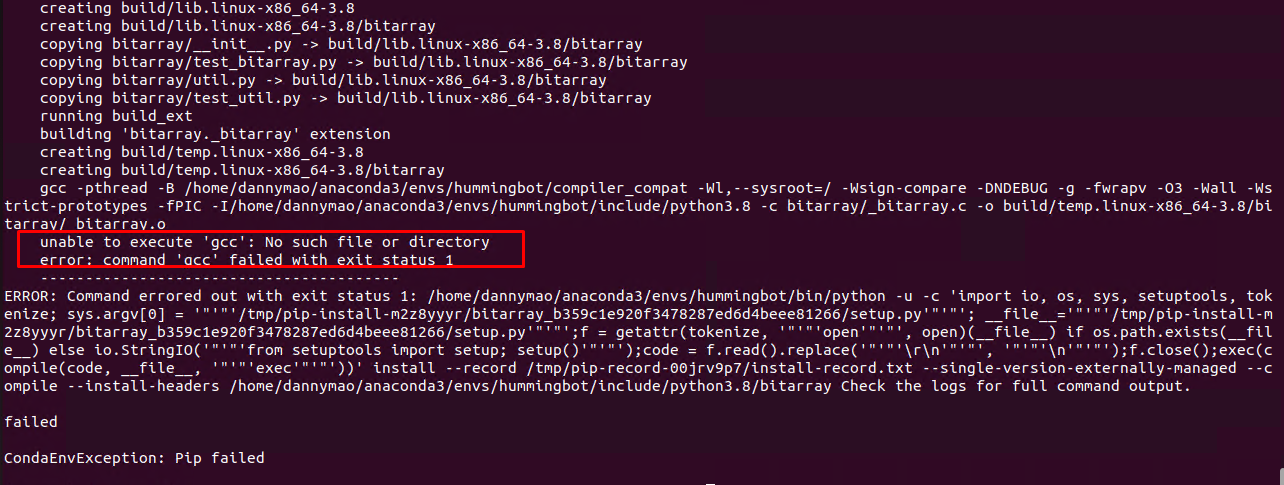 creating build/lib.linux-x86_64-3.8
creating build/lib.linux-x86_64-3.8/bitarray
copying bitarray/__init__.py -> build/lib.linux-x86_64-3.8/bitarray
copying bitarray/test_bitarray.py -> build/lib.linux-x86_64-3.8/bitarray
copying bitarray/util.py -> build/lib.linux-x86_64-3.8/bitarray
copying bitarray/test_util.py -> build/lib.linux-x86_64-3.8/bitarray
running build_ext
building 'bitarray._bitarray' extension
creating build/temp.linux-x86_64-3.8
creating build/temp.linux-x86_64-3.8/bitarray
gcc -pthread -B /home/dannymao/anaconda3/envs/hummingbot/compiler_compat -Wl,--sysroot=/ -Wsign-compare -DNDEBUG -g -fwrapv -O3 -Wall -Ws
trict-prototypes -fPIC -I/home/dannymao/anaconda3/envs/hummingbot/include/python3.8 -c bitarray/_bitarray.c -o build/temp.linux-x86_64-3.8/bi
tarray/_bitarray.o
unable to execute 'gcc': No such file or directory
error: command 'gcc' failed with exit status 1
----------------------------------------
ERROR: Command errored out with exit status 1: /home/dannymao/anaconda3/envs/hummingbot/bin/python -u -c 'import io, os, sys, setuptools, tok
enize; sys.argv[0] = '"'"'/tmp/pip-install-m2z8yyyr/bitarray_b359c1e920f3478287ed6d4beee81266/setup.py'"'"'; __file__='"'"'/tmp/pip-install-m
2z8yyyr/bitarray_b359c1e920f3478287ed6d4beee81266/setup.py'"'"';f = getattr(tokenize, '"'"'open'"'"', open)(__file__) if os.path.exists(__fil
e__) else io.StringIO('"'"'from setuptools import setup; setup()'"'"');code = f.read().replace('"'"'\r\n'"'"', '"'"'\n'"'"');f.close();exec(c
ompile(code, __file__, '"'"'exec'"'"'))' install --record /tmp/pip-record-00jrv9p7/install-record.txt --single-version-externally-managed --c
ompile --install-headers /home/dannymao/anaconda3/envs/hummingbot/include/python3.8/bitarray Check the logs for full command output.
failed
CondaEnvException: Pip failed